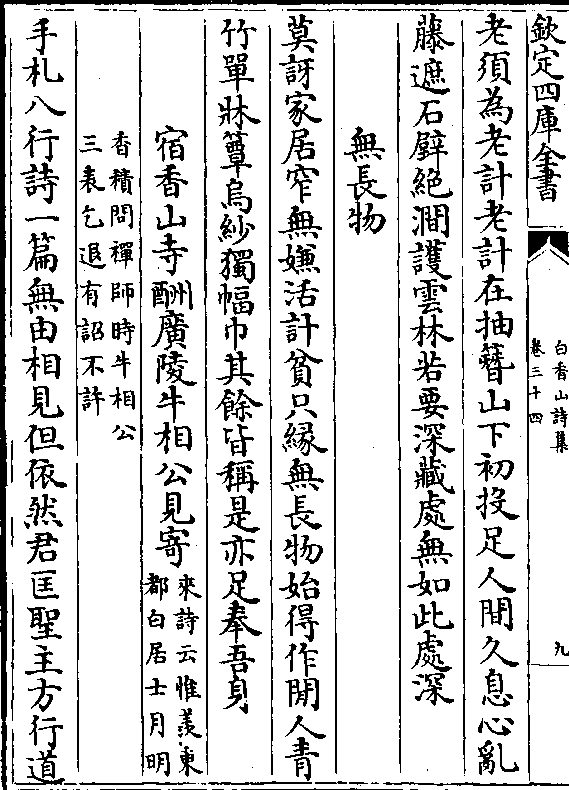 欽定四庫全書
白香山詩集
卷三十四
九
老須為老計老計在抽簪山下初投足人間久息心亂
藤遮石壁絕澗護雲林若要深藏處無如此處深
無長物
莫訝家居窄無嫌活計貧只緣無長物始得作閒人青
竹單牀簟烏紗獨幅巾其餘皆稱是亦足奉吾身
宿香山寺酬廣陵牛相公見寄來詩云惟羨東
都白居士月明
香積問禪師時牛相公
三表乞退有詔不許
手札八行詩一篇無由相見但依然君匡聖主方行道